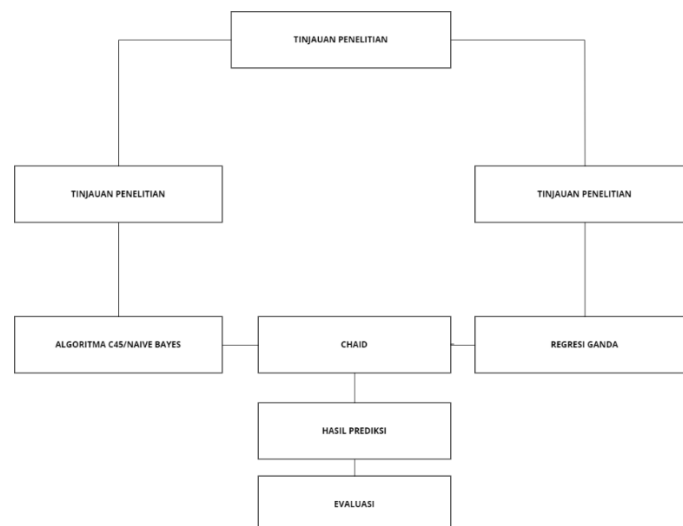 TINJAUAN PENELITIAN
TINJAUAN PENELITIAN
TINJAUAN PENELITIAN
ALGORITMA C45/NAIVE BAYES
CHAID
REGRESI GANDA
HASIL PREDIKSI
EVALUASI